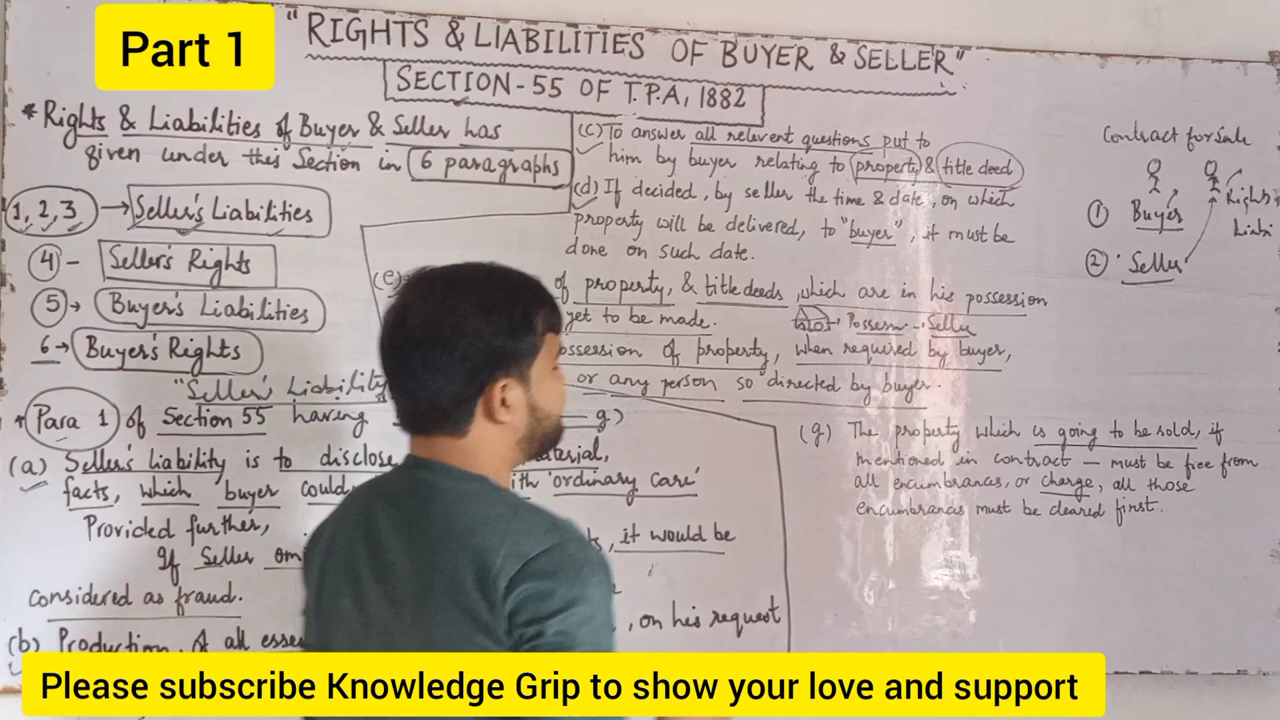 Part 1
"RIGHTS & LIABILITIES OF BUYER & SELLER"
SECTION-55 OF T.P.A, 1882
* Rights & Liabilities of Buyer & Seller has
given under this Section in 6 paragraphs
1, 2, 3 → Seller's Liabilities
4 - Seller's Rights
5 → Buyer's Liabilities
6 → Buyer's Rights
"Seller's Liability
* Para 1 of Section 55 having g)
(a) Seller's liability is to disclose material,
facts, which buyer could ith 'ordinary care'
Provided further,
If Seller omi , it would be
considered as fraud.
(b) Production of all esse , on his request
(c) To answer all relevent questions put to
him by buyer relating to property & title deed
(d) If decided, by seller the time & date, on which
property will be delivered, to "buyer", it must be
done on such date.
(e) of property, & title deeds, which are in his possession
yet to be made. Possessn - Seller
ossession of property, when required by buyer,
or any person so directed by buyer.
(g) The property which is going to be sold, if
mentioned in contract — must be free from
all encumbrances, or charge, all those
encumbrances must be cleared first.
Contract for Sale
① Buyer
② Seller
Rights
Liabi
Please subscribe Knowledge Grip to show your love and support